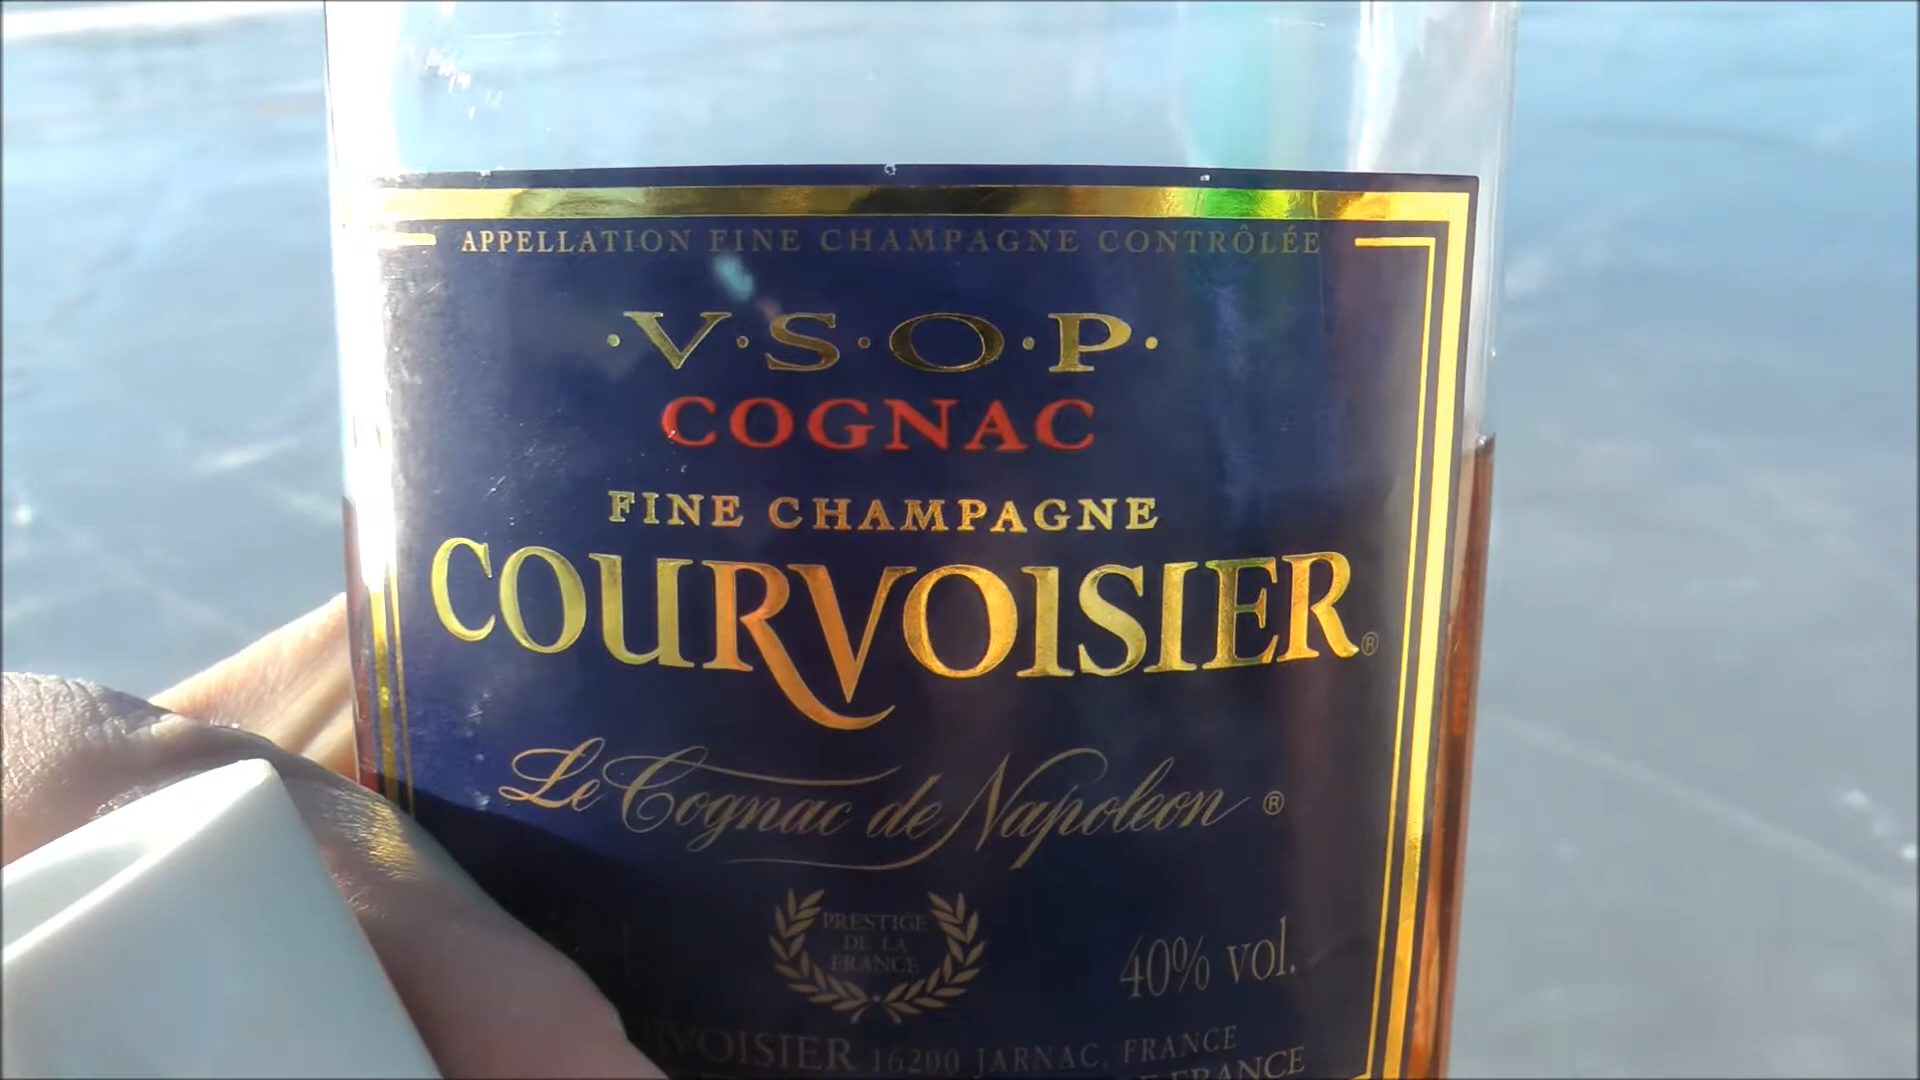 APPELLATION FINE CHAMPAGNE CONTRÔLÉE
·V·S·O·P·
COGNAC
FINE CHAMPAGNE
COURVOISIER®
Le Cognac de Napoleon ®
PRESTIGE
DE LA
FRANCE
40% vol.
VOISIER 16200 JARNAC, FRANCE
FRANCE